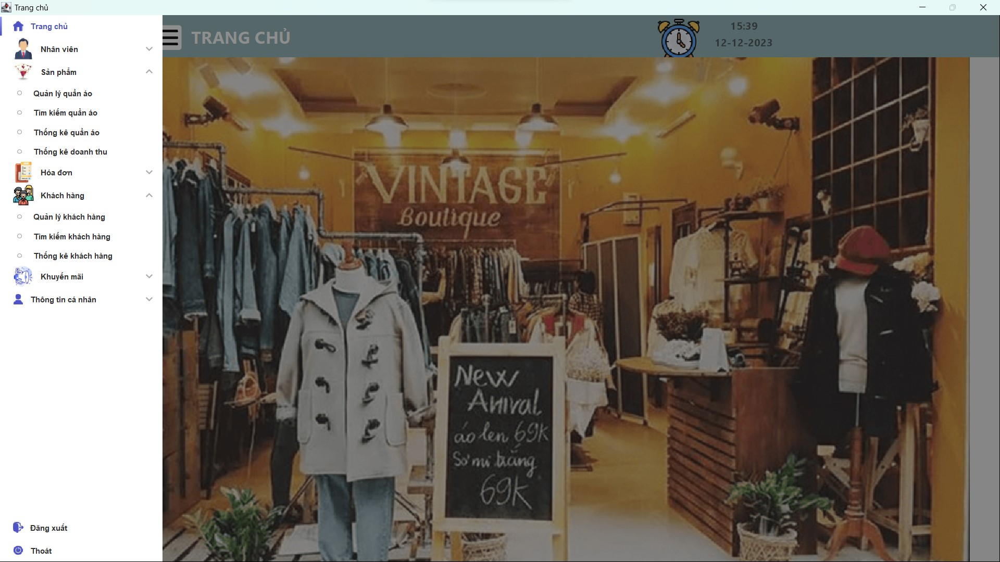 Trang chủ
Trang chủ
Nhân viên
Sản phẩm
Quản lý quần áo
Tìm kiếm quần áo
Thống kê quần áo
Thống kê doanh thu
Hóa đơn
Khách hàng
Quản lý khách hàng
Tìm kiếm khách hàng
Thống kê khách hàng
Khuyến mãi
Thông tin cá nhân
Đăng xuất
Thoát
TRANG CHỦ
15:39
12-12-2023
VINTAGE
Boutique
New
Arrival
áo len 69K
Sơ mi trắng
69K